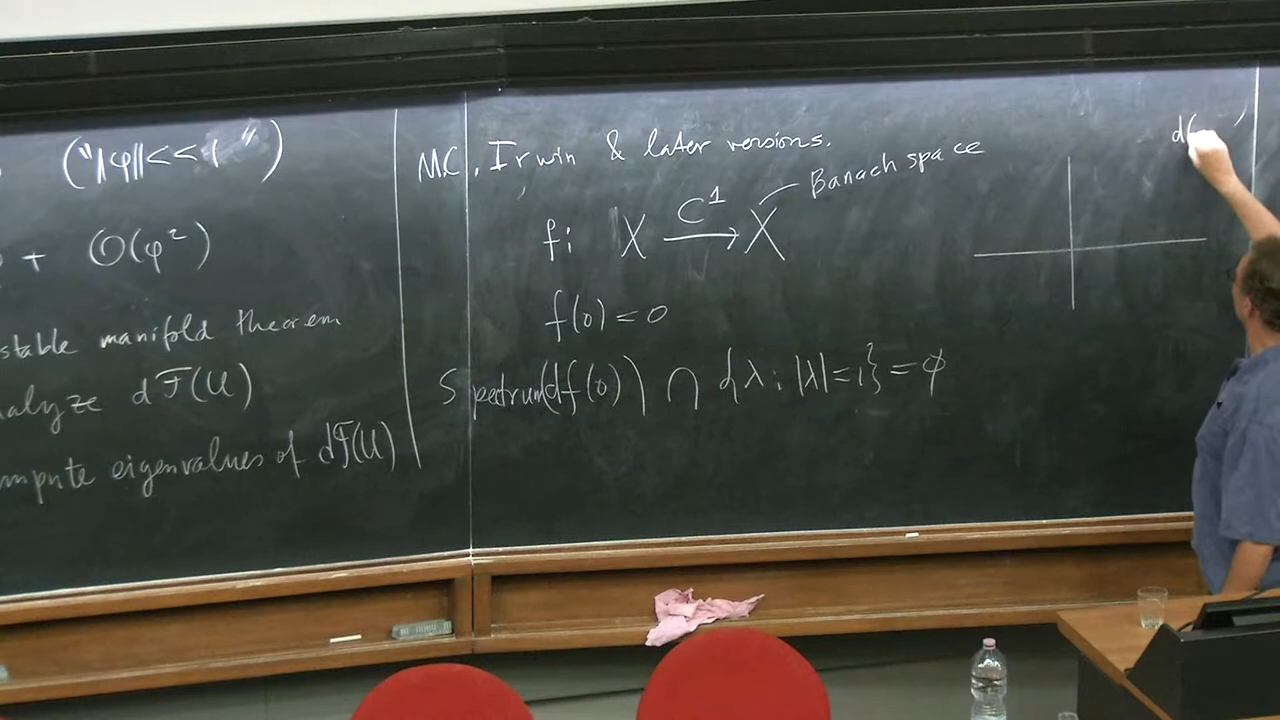 ("||φ|| << 1")
+ O(φ²)
stable manifold theorem
alyze dF(U)
mpute eigenvalues of dF(U)
MC. Irwin & later versions.
f: X C¹→ X Banach space
f(0) = 0
Spectrum(df(0)) ∩ {λ : |λ|=1} = φ
d(